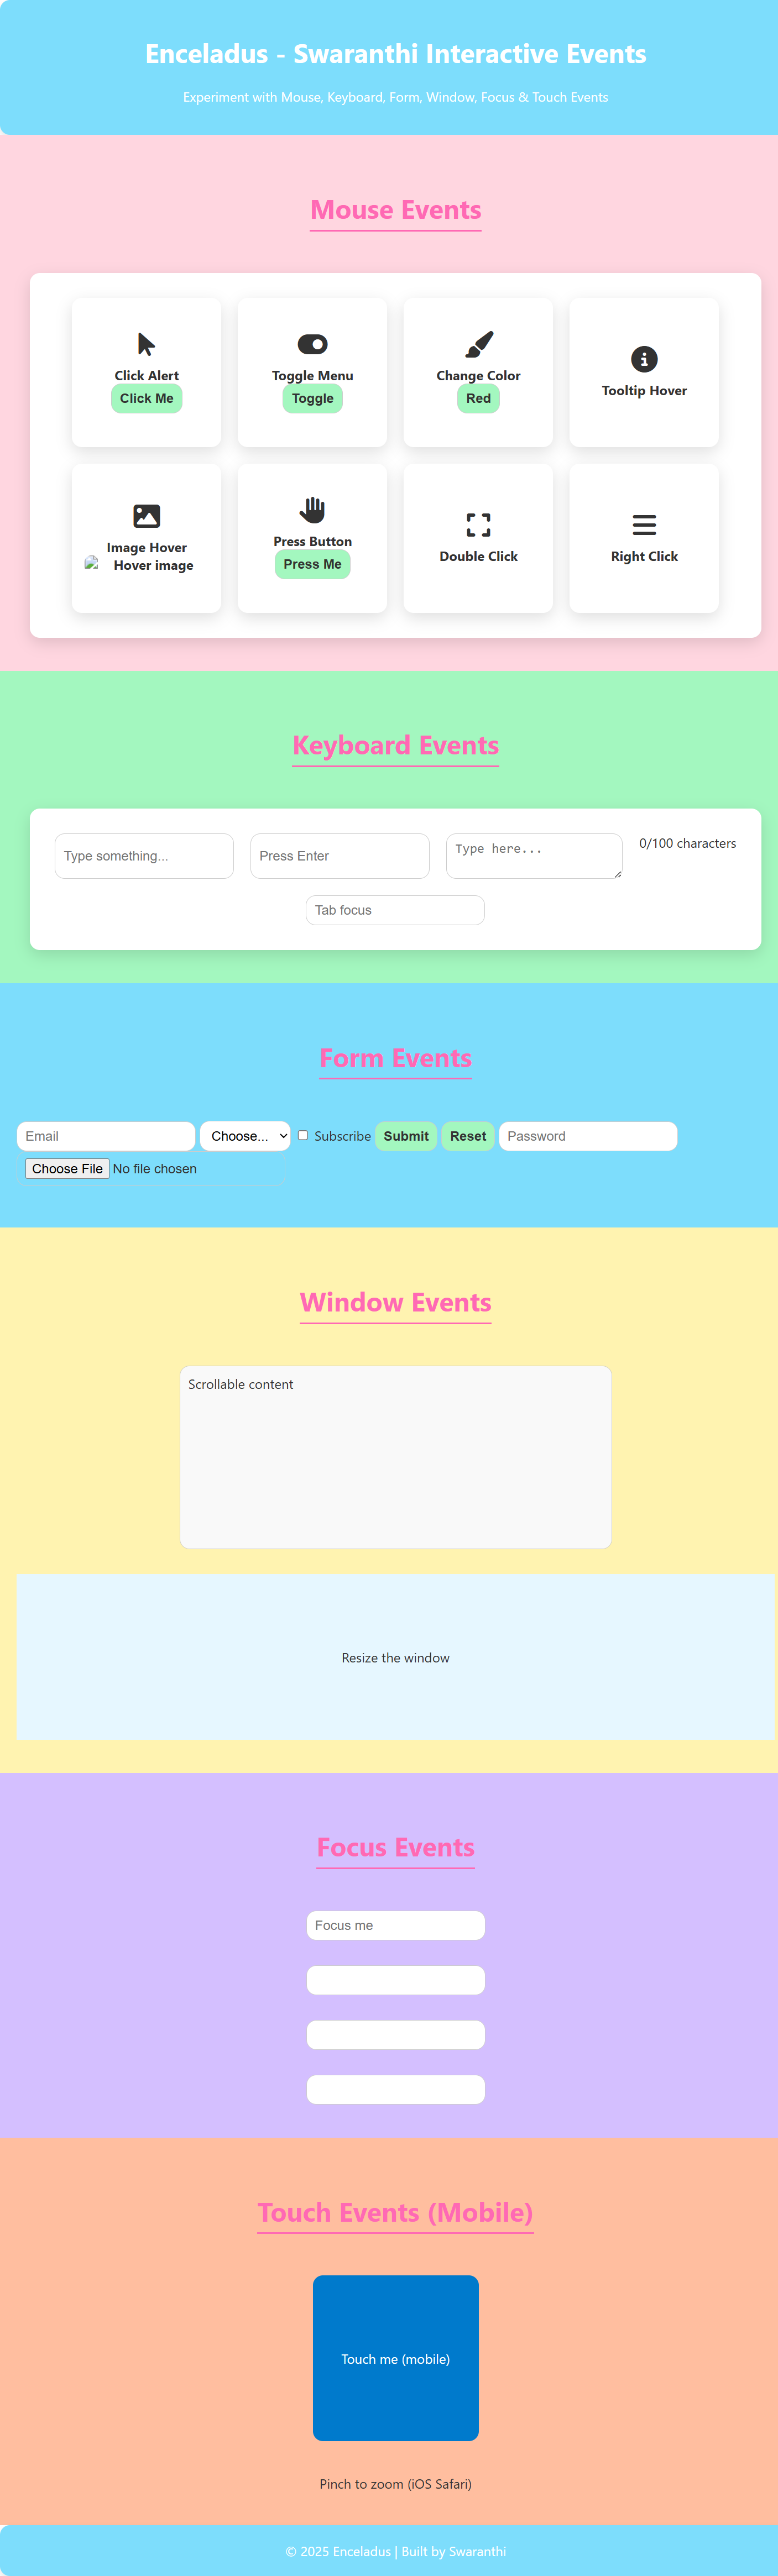 Enceladus - Swaranthi Interactive Events
Experiment with Mouse, Keyboard, Form, Window, Focus & Touch Events
Mouse Events
Click Alert
Click Me
Toggle Menu
Toggle
Change Color
Red
Tooltip Hover
Image Hover
Hover image
Press Button
Press Me
Double Click
Right Click
Keyboard Events
Type something...
Press Enter
Type here...
0/100 characters
Tab focus
Form Events
Email
Choose...
Subscribe
Submit
Reset
Password
Choose File No file chosen
Window Events
Scrollable content
Resize the window
Focus Events
Focus me
Touch Events (Mobile)
Touch me (mobile)
Pinch to zoom (iOS Safari)
© 2025 Enceladus | Built by Swaranthi